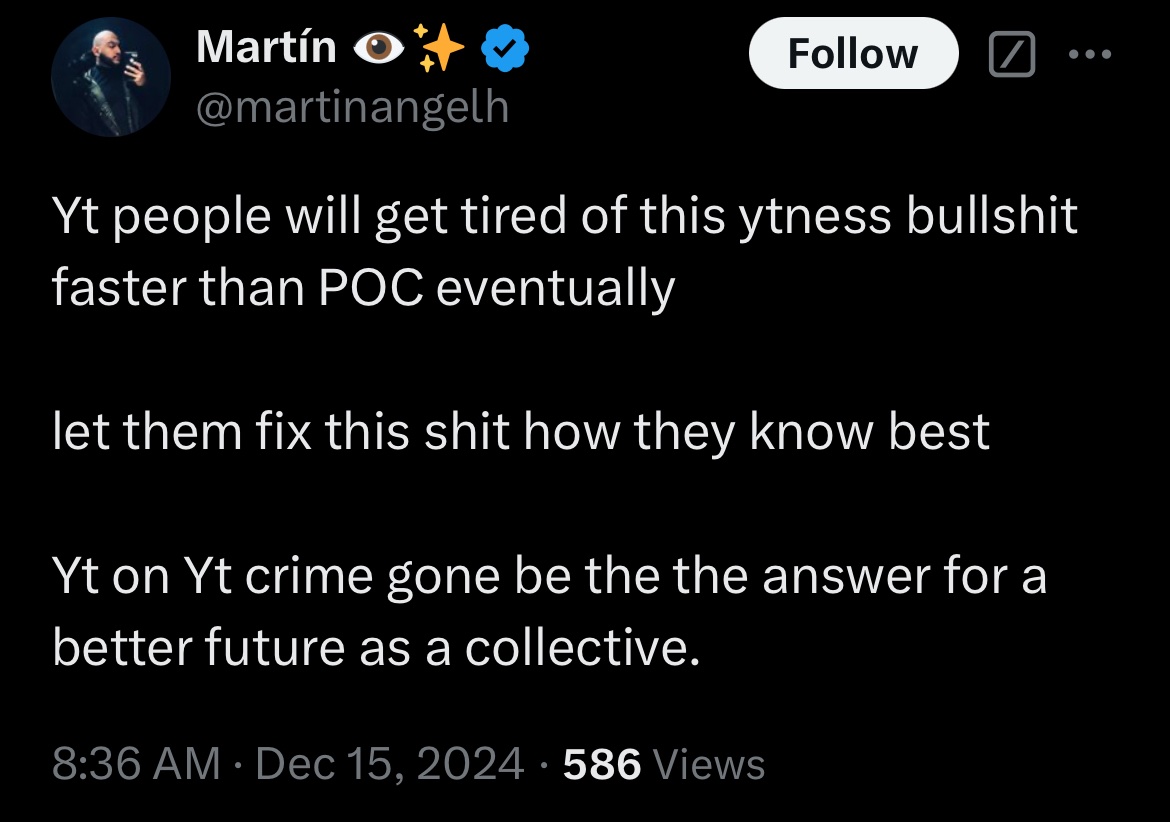 Martín 👁️✨
Follow
@martinangelh
Yt people will get tired of this ytness bullshit
faster than POC eventually
let them fix this shit how they know best
Yt on Yt crime gone be the the answer for a
better future as a collective.
8:36 AM · Dec 15, 2024 · 586 Views